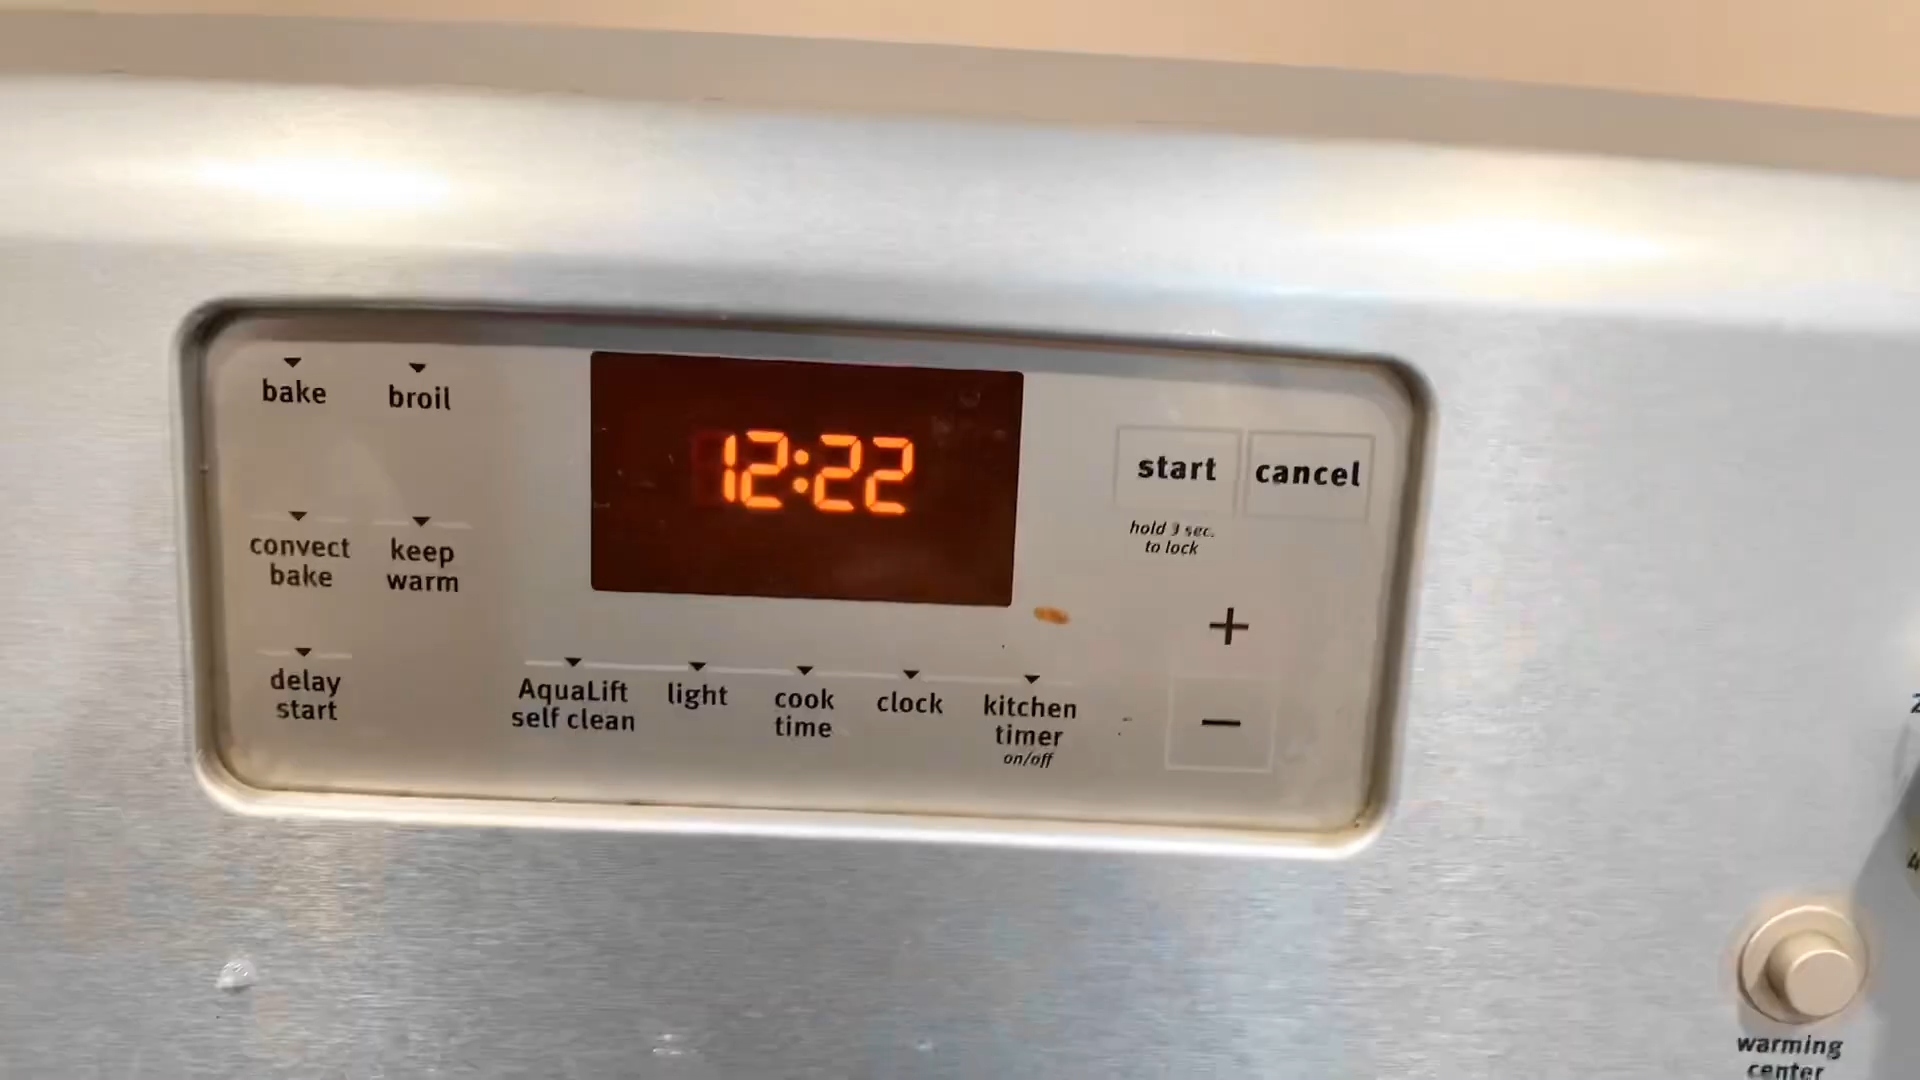 bake
broil
12:22
start
cancel
hold 3 sec.
to lock
convect
bake
keep
warm
delay
start
AquaLift
self clean
light
cook
time
clock
kitchen
timer
on/off
+
−
warming
center